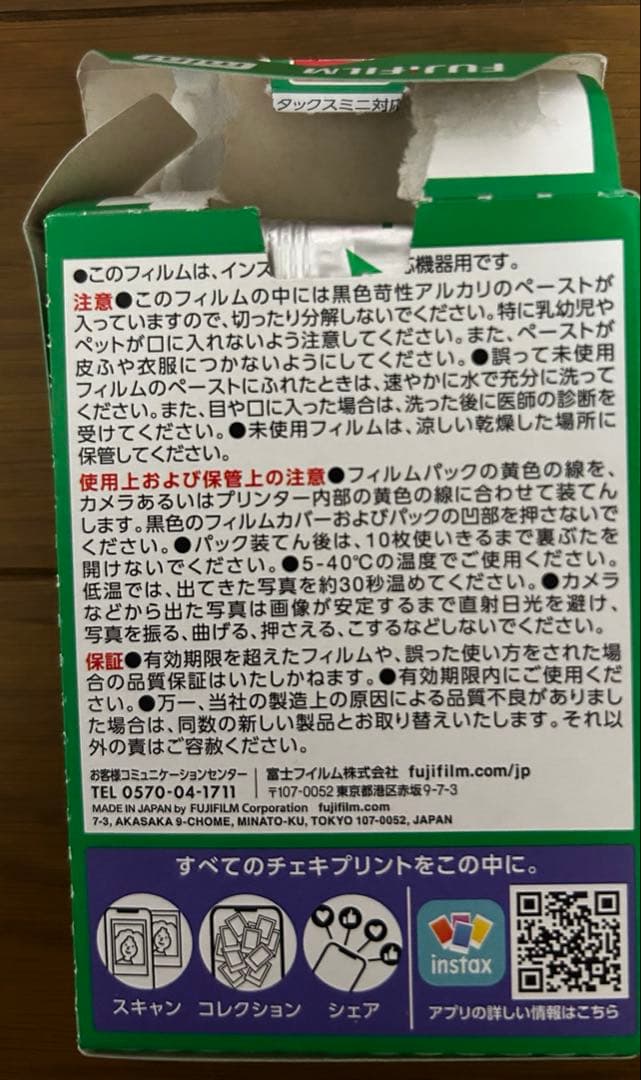 FUJIFILM
mini
タックスミニ対応
●このフィルムは、インス
機器用です。
注意●このフィルムの中には黒色苛性アルカリのペーストが
入っていますので、切ったり分解しないでください。特に乳幼児や
ペットが口に入れないよう注意してください。また、ペーストが
皮ふや衣服につかないようにしてください。●誤って未使用
フィルムのペーストにふれたときは、速やかに水で充分に洗って
ください。また、目や口に入った場合は、洗った後に医師の診断を
受けてください。●未使用フィルムは、涼しい乾燥した場所に
保管してください。
使用上および保管上の注意●フィルムパックの黄色の線を、
カメラあるいはプリンター内部の黄色の線に合わせて装てん
します。黒色のフィルムカバーおよびパックの凹部を押さないで
ください。●パック装てん後は、10枚使いきるまで裏ぶたを
開けないでください。●5-40℃の温度でご使用ください。
低温では、出てきた写真を約30秒温めてください。●カメラ
などから出た写真は画像が安定するまで直射日光を避け、
写真を振る、曲げる、押さえる、こするなどしないでください。
保証●有効期限を超えたフィルムや、誤った使い方をされた場
合の品質保証はいたしかねます。●有効期限内にご使用くだ
さい。●万一、当社の製造上の原因による品質不良がありまし
た場合は、同数の新しい製品とお取り替えいたします。それ以
外の責はご容赦ください。
お客様コミュニケーションセンター 富士フイルム株式会社 fujifilm.com/jp
TEL 0570-04-1711 〒107-0052 東京都港区赤坂9-7-3
MADE IN JAPAN by FUJIFILM Corporation fujifilm.com
7-3, AKASAKA 9-CHOME, MINATO-KU, TOKYO 107-0052, JAPAN
すべてのチェキプリントをこの中に。
instax
スキャン コレクション シェア アプリの詳しい情報はこちら